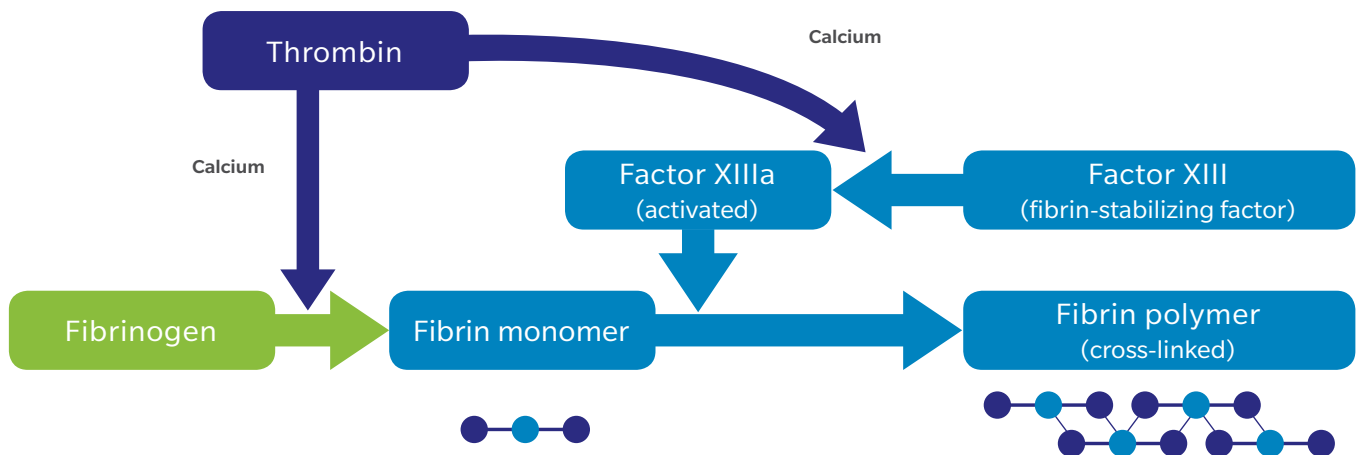 Thrombin
Calcium
Calcium
Factor XIIIa
(activated)
Factor XIII
(fibrin-stabilizing factor)
Fibrinogen
Fibrin monomer
Fibrin polymer
(cross-linked)